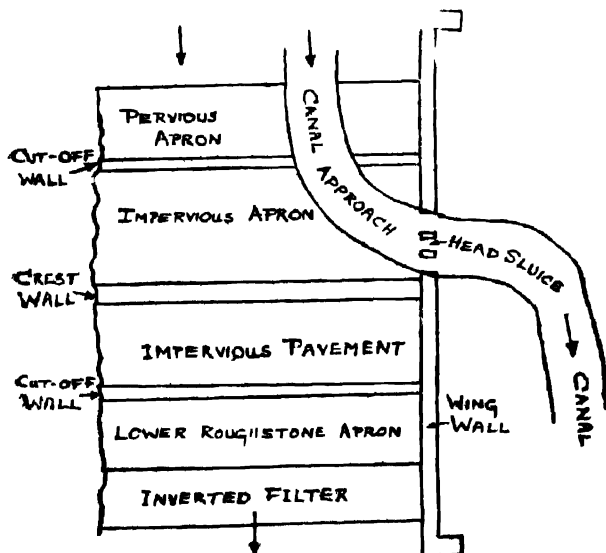 PERVIOUS
APRON
CUT-OFF
WALL
CANAL APPROACH
IMPERVIOUS APRON
HEAD SLUICE
CREST
WALL
IMPERVIOUS PAVEMENT
CUT-OFF
WALL
WING
WALL
CANAL
LOWER ROUGHSTONE APRON
INVERTED FILTER